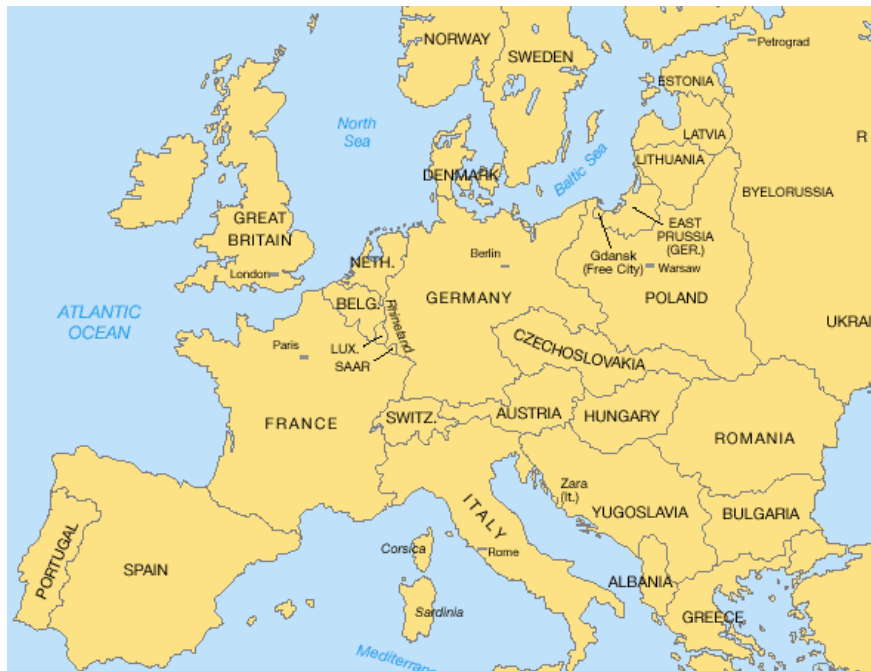 NORWAY
SWEDEN
Petrograd
ESTONIA
North
Sea
LATVIA
R
LITHUANIA
Baltic Sea
DENMARK
BYELORUSSIA
GREAT
BRITAIN
EAST
PRUSSIA
(GER.)
Gdansk
(Free City)
NETH.
Berlin
London
Warsaw
BELG.
Rhineland
GERMANY
POLAND
ATLANTIC
OCEAN
UKRAI
Paris
LUX.
SAAR
CZECHOSLOVAKIA
FRANCE
SWITZ.
AUSTRIA
HUNGARY
ROMANIA
Zara
(It.)
ITALY
YUGOSLAVIA
BULGARIA
PORTUGAL
SPAIN
Corsica
Rome
Sardinia
ALBANIA
GREECE
Mediterran